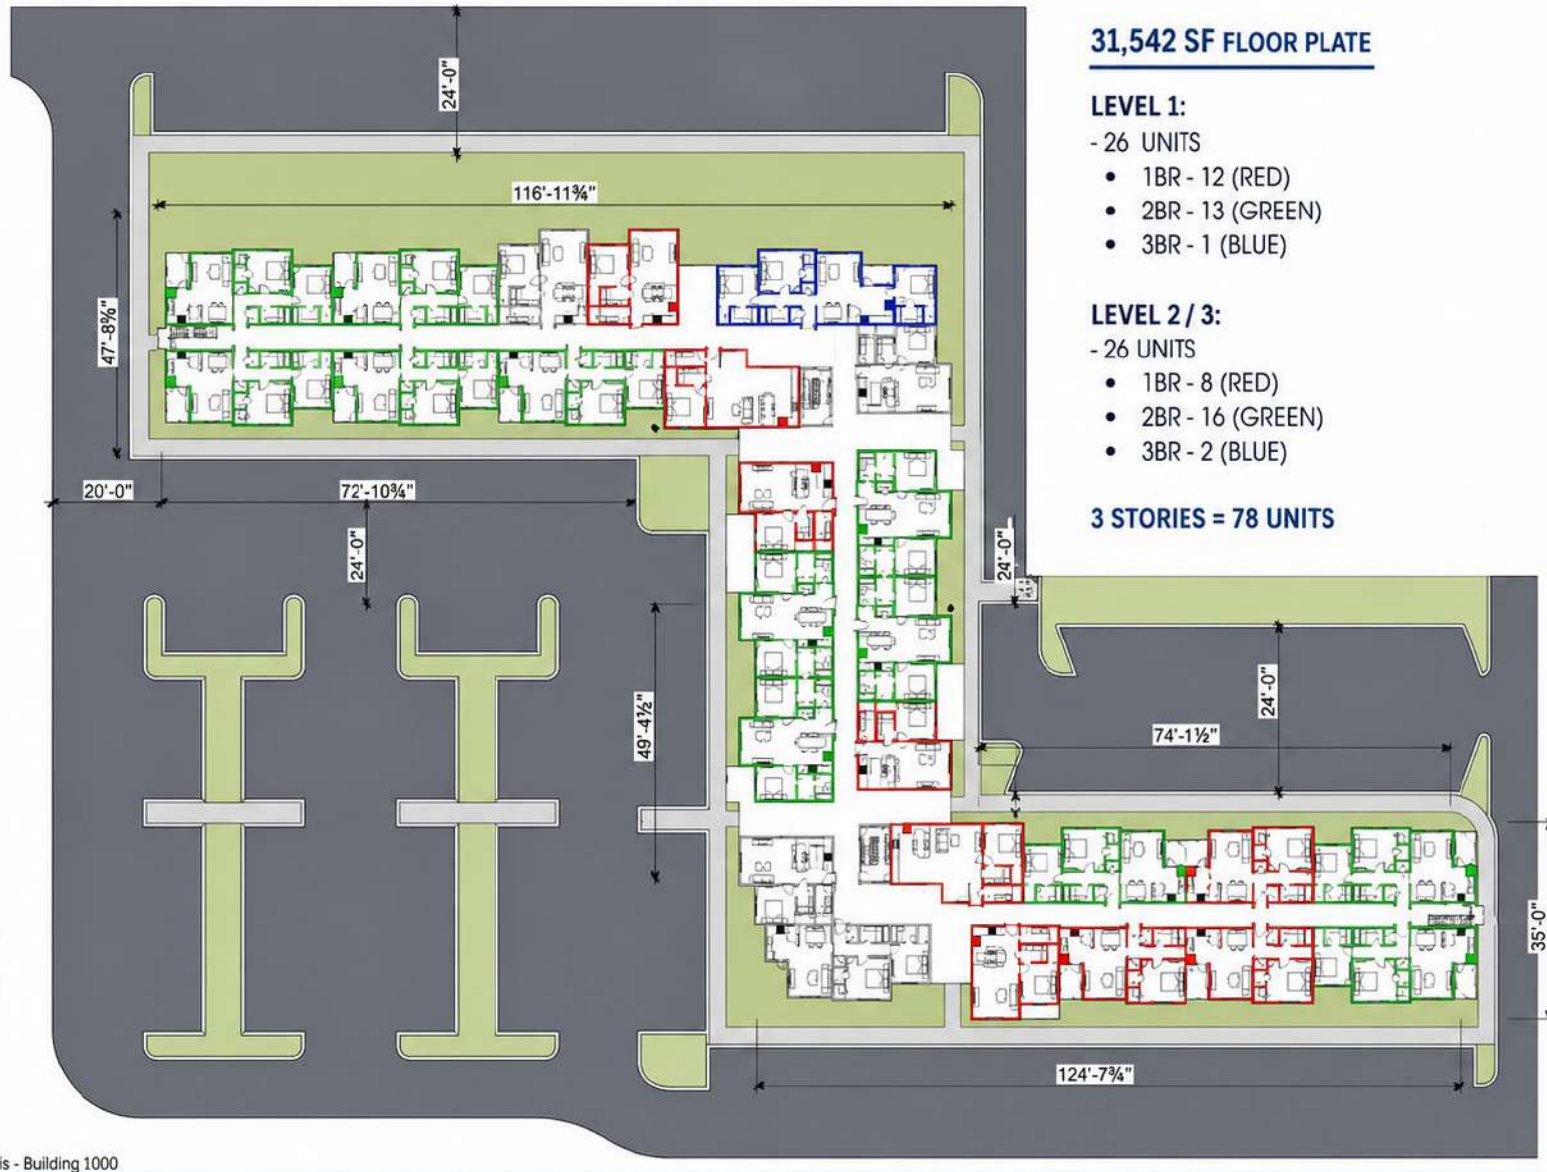 31,542 SF FLOOR PLATE
LEVEL 1:
- 26 UNITS
• 1BR - 12 (RED)
• 2BR - 13 (GREEN)
• 3BR - 1 (BLUE)
LEVEL 2 / 3:
- 26 UNITS
• 1BR - 8 (RED)
• 2BR - 16 (GREEN)
• 3BR - 2 (BLUE)
3 STORIES = 78 UNITS
24'-0"
116'-11¾"
47'-8⅝"
20'-0"
72'-10¾"
24'-0"
24'-0"
49'-4½"
24'-0"
74'-1½"
35'-0"
124'-7¾"
is - Building 1000